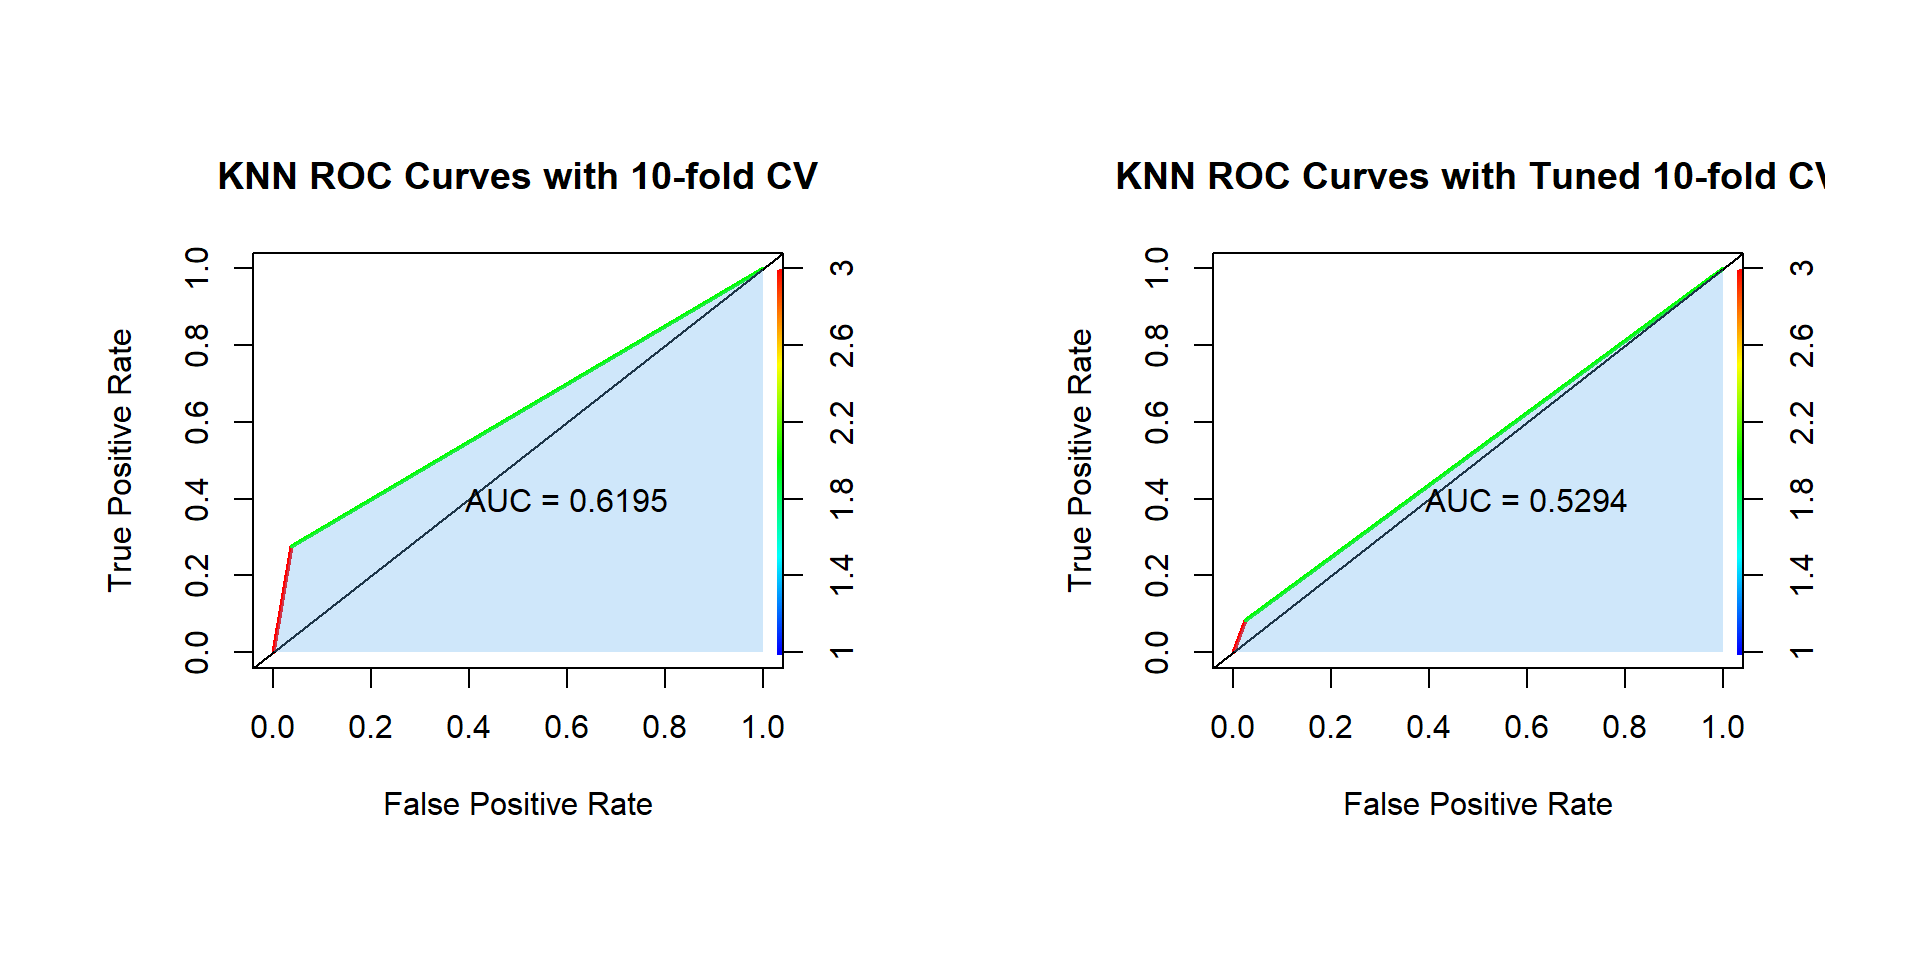 KNN ROC Curves with 10-fold CV
True Positive Rate
1.0
0.8
0.6
0.4
0.2
0.0
AUC = 0.6195
3
2.6
2.2
1.8
1.4
1
0.0 0.2 0.4 0.6 0.8 1.0
False Positive Rate
KNN ROC Curves with Tuned 10-fold CV
True Positive Rate
1.0
0.8
0.6
0.4
0.2
0.0
AUC = 0.5294
3
2.6
2.2
1.8
1.4
1
0.0 0.2 0.4 0.6 0.8 1.0
False Positive Rate